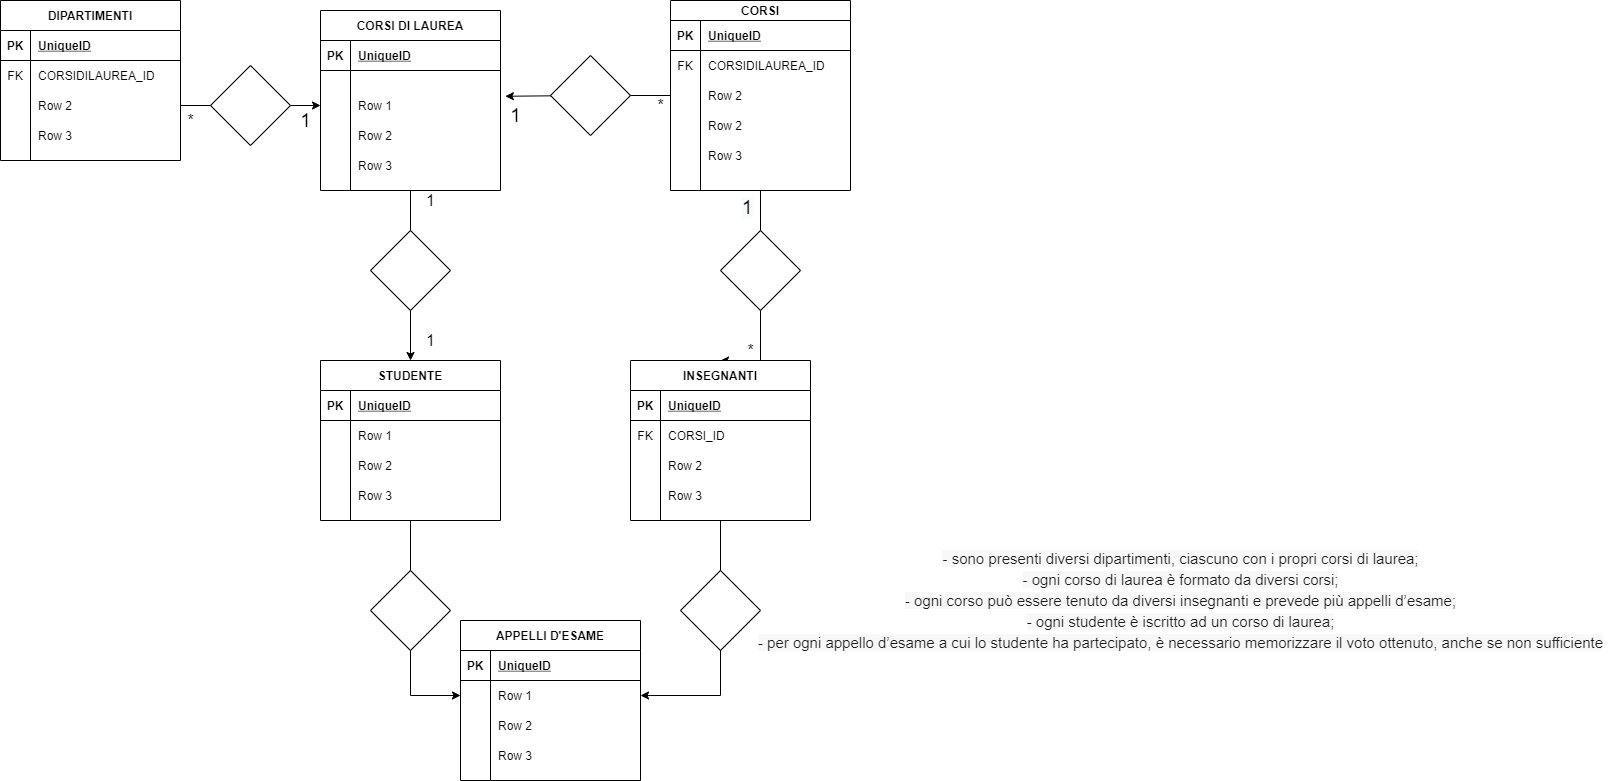 DIPARTIMENTI
PK UniqueID
FK CORSIDILAUREA_ID
Row 2
Row 3
*
1
CORSI DI LAUREA
PK UniqueID
Row 1
Row 2
Row 3
1
*
CORSI
PK UniqueID
FK CORSIDILAUREA_ID
Row 2
Row 2
Row 3
1
1
1
*
STUDENTE
PK UniqueID
Row 1
Row 2
Row 3
INSEGNANTI
PK UniqueID
FK CORSI_ID
Row 2
Row 3
APPELLI D'ESAME
PK UniqueID
Row 1
Row 2
Row 3
- sono presenti diversi dipartimenti, ciascuno con i propri corsi di laurea;
- ogni corso di laurea è formato da diversi corsi;
- ogni corso può essere tenuto da diversi insegnanti e prevede più appelli d’esame;
- ogni studente è iscritto ad un corso di laurea;
- per ogni appello d’esame a cui lo studente ha partecipato, è necessario memorizzare il voto ottenuto, anche se non sufficiente